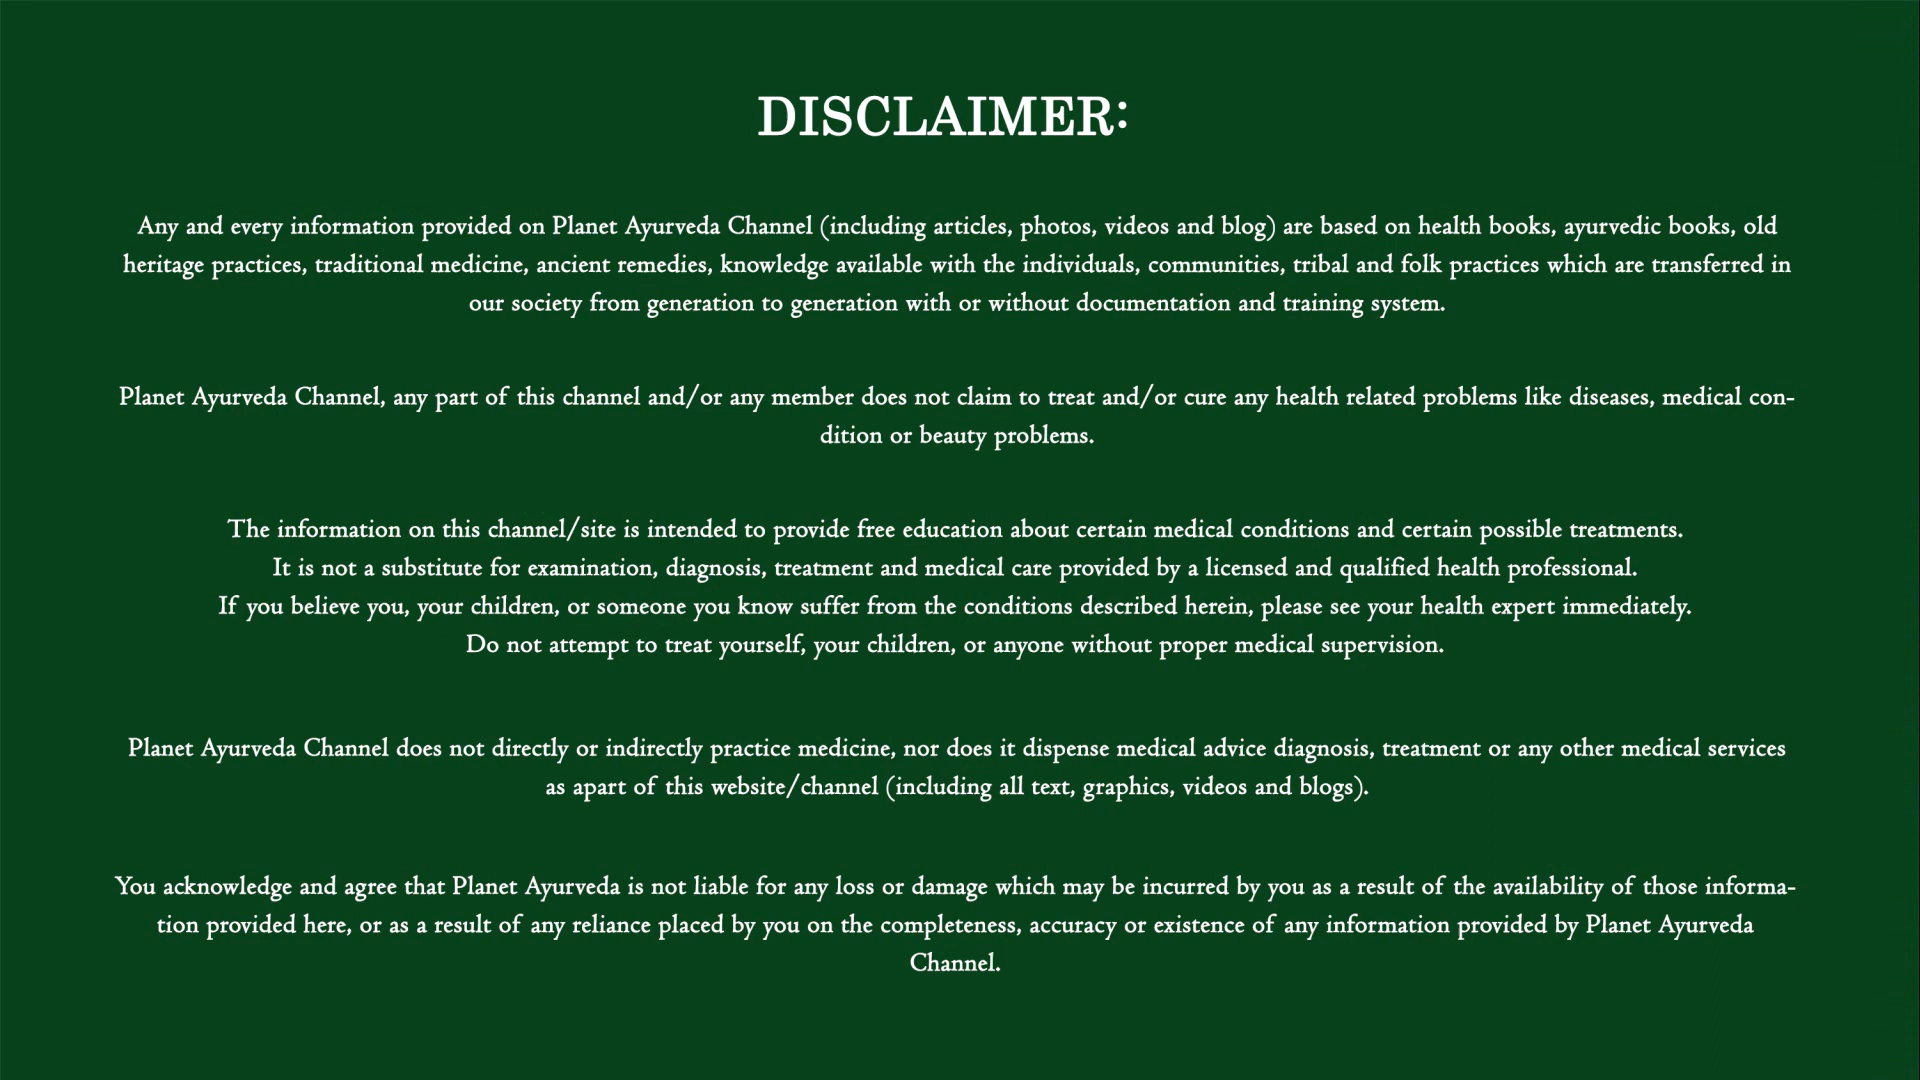 DISCLAIMER:
Any and every information provided on Planet Ayurveda Channel (including articles, photos, videos and blog) are based on health books, ayurvedic books, old
heritage practices, traditional medicine, ancient remedies, knowledge available with the individuals, communities, tribal and folk practices which are transferred in
our society from generation to generation with or without documentation and training system.
Planet Ayurveda Channel, any part of this channel and/or any member does not claim to treat and/or cure any health related problems like diseases, medical con-
dition or beauty problems.
The information on this channel/site is intended to provide free education about certain medical conditions and certain possible treatments.
It is not a substitute for examination, diagnosis, treatment and medical care provided by a licensed and qualified health professional.
If you believe you, your children, or someone you know suffer from the conditions described herein, please see your health expert immediately.
Do not attempt to treat yourself, your children, or anyone without proper medical supervision.
Planet Ayurveda Channel does not directly or indirectly practice medicine, nor does it dispense medical advice diagnosis, treatment or any other medical services
as apart of this website/channel (including all text, graphics, videos and blogs).
You acknowledge and agree that Planet Ayurveda is not liable for any loss or damage which may be incurred by you as a result of the availability of those informa-
tion provided here, or as a result of any reliance placed by you on the completeness, accuracy or existence of any information provided by Planet Ayurveda
Channel.